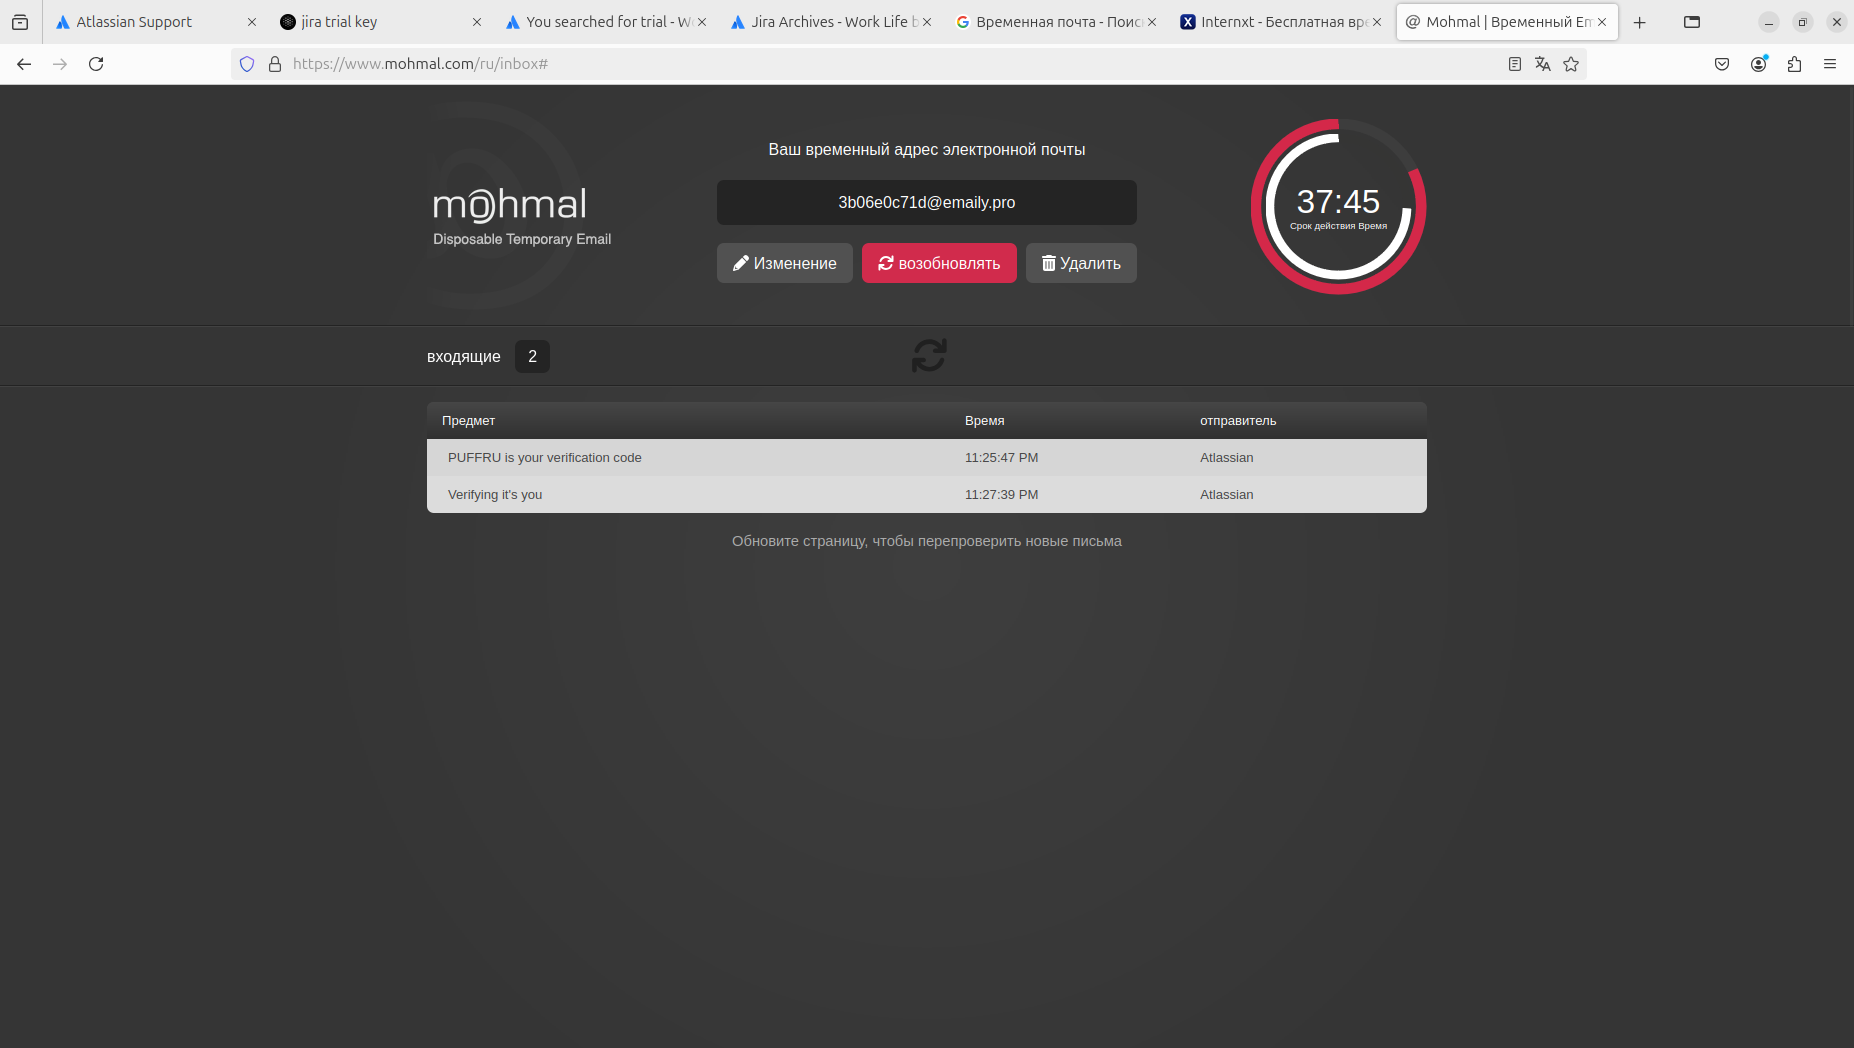 Atlassian Support
jira trial key
You searched for trial - W
Jira Archives - Work Life b
Временная почта - Поис
Internxt - Бесплатная вре
Mohmal | Временный Em
https://www.mohmal.com/ru/inbox#
mohmal
Disposable Temporary Email
Ваш временный адрес электронной почты
3b06e0c71d@emaily.pro
Изменение
возобновлять
Удалить
37:45
Срок действия Время
входящие 2
Предмет Время отправитель
PUFFRU is your verification code 11:25:47 PM Atlassian
Verifying it's you 11:27:39 PM Atlassian
Обновите страницу, чтобы перепроверить новые письма